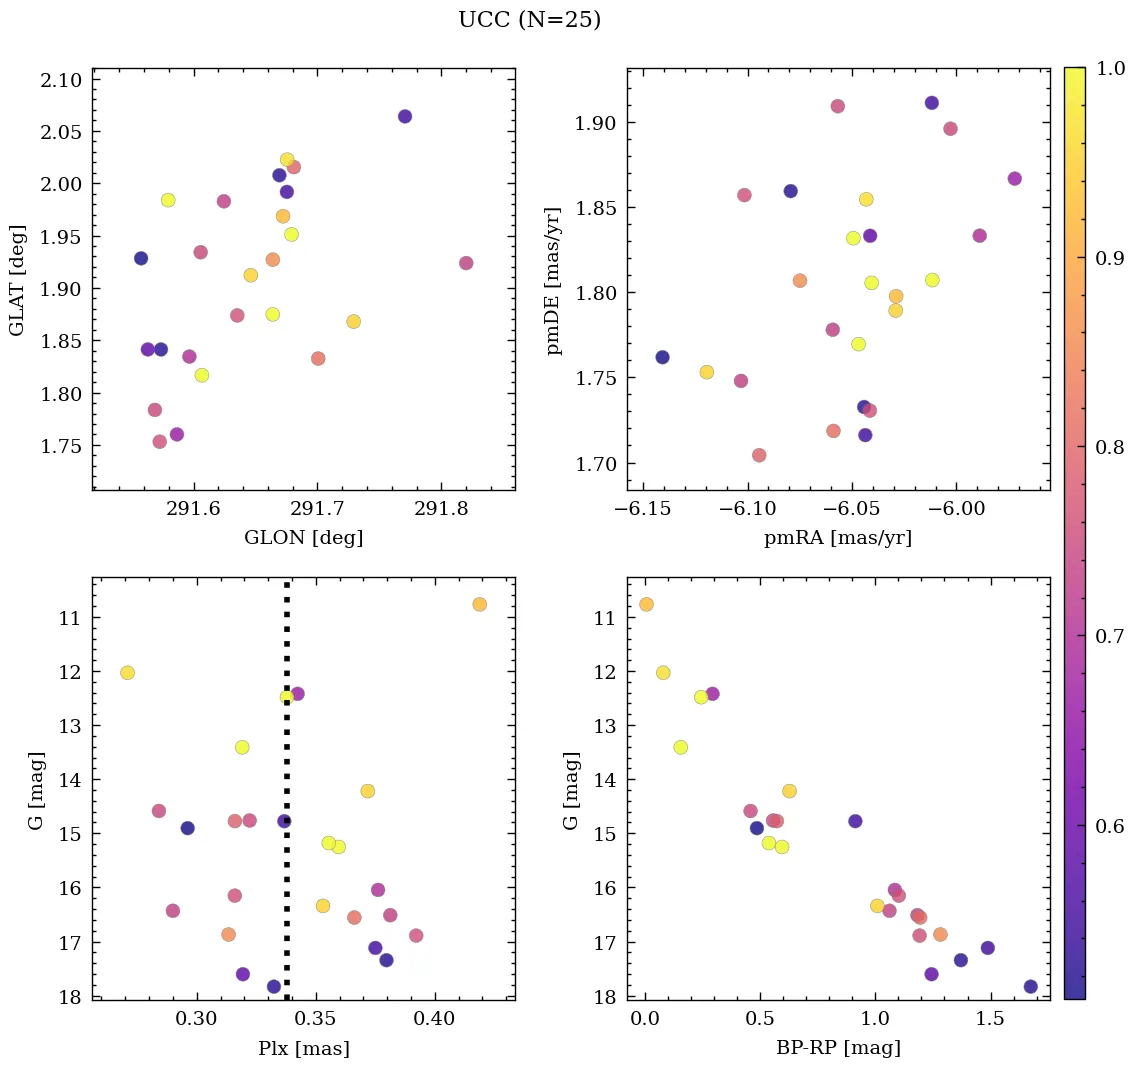 UCC (N=25)
2.10
2.05
2.00
1.95
1.90
1.85
1.80
1.75
GLAT [deg]
291.6 291.7 291.8
GLON [deg]
1.90
1.85
1.80
1.75
1.70
pmDE [mas/yr]
−6.15 −6.10 −6.05 −6.00
pmRA [mas/yr]
11
12
13
14
15
16
17
18
G [mag]
0.30 0.35 0.40
Plx [mas]
11
12
13
14
15
16
17
18
G [mag]
0.0 0.5 1.0 1.5
BP-RP [mag]
1.0
0.9
0.8
0.7
0.6